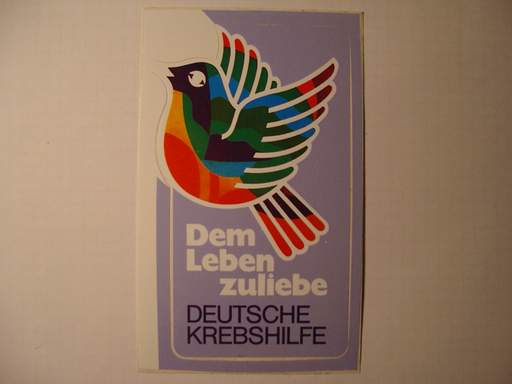 Dem
Leben
zuliebe
DEUTSCHE
KREBSHILFE